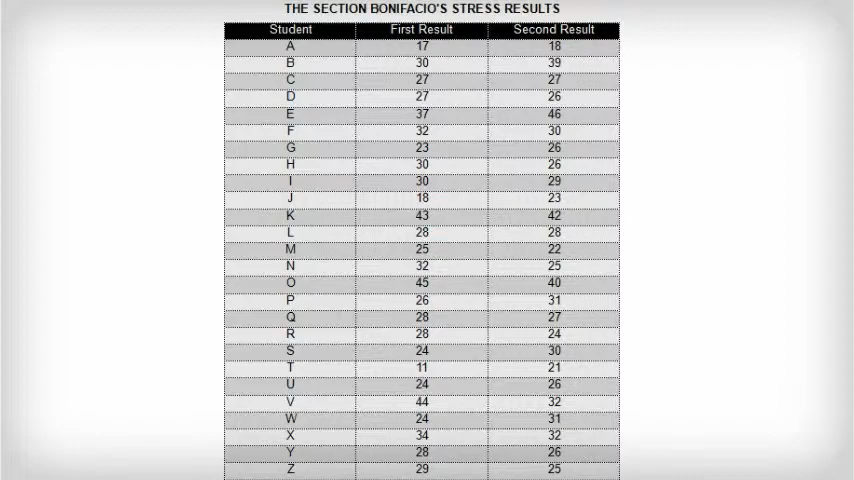 THE SECTION BONIFACIO'S STRESS RESULTS
Student First Result Second Result
A 17 18
B 30 39
C 27 27
D 27 26
E 37 46
F 32 30
G 23 26
H 30 26
I 30 29
J 18 23
K 43 42
L 28 28
M 25 22
N 32 25
O 45 40
P 26 31
Q 28 27
R 28 24
S 24 30
T 11 21
U 24 26
V 44 32
W 24 31
X 34 32
Y 28 26
Z 29 25